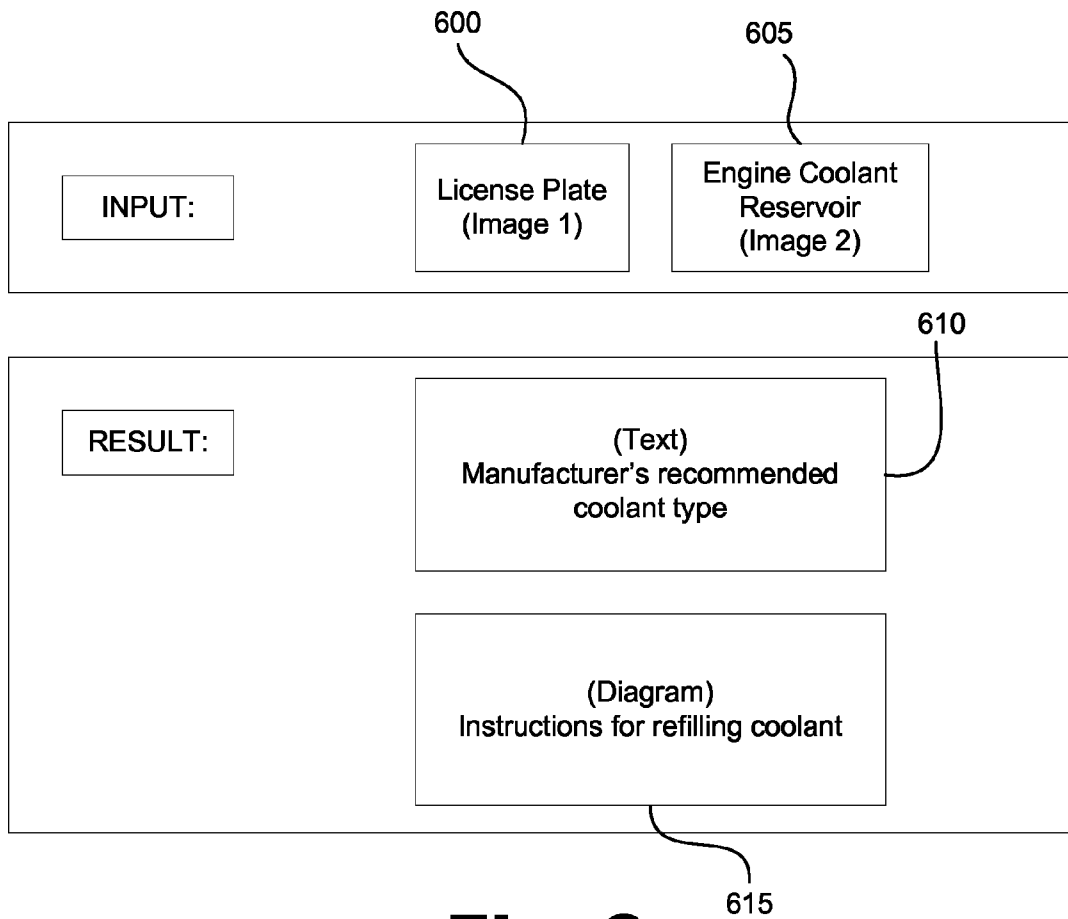 600
605
INPUT:
License Plate
(Image 1)
Engine Coolant
Reservoir
(Image 2)
610
RESULT:
(Text)
Manufacturer's recommended
coolant type
(Diagram)
Instructions for refilling coolant
615